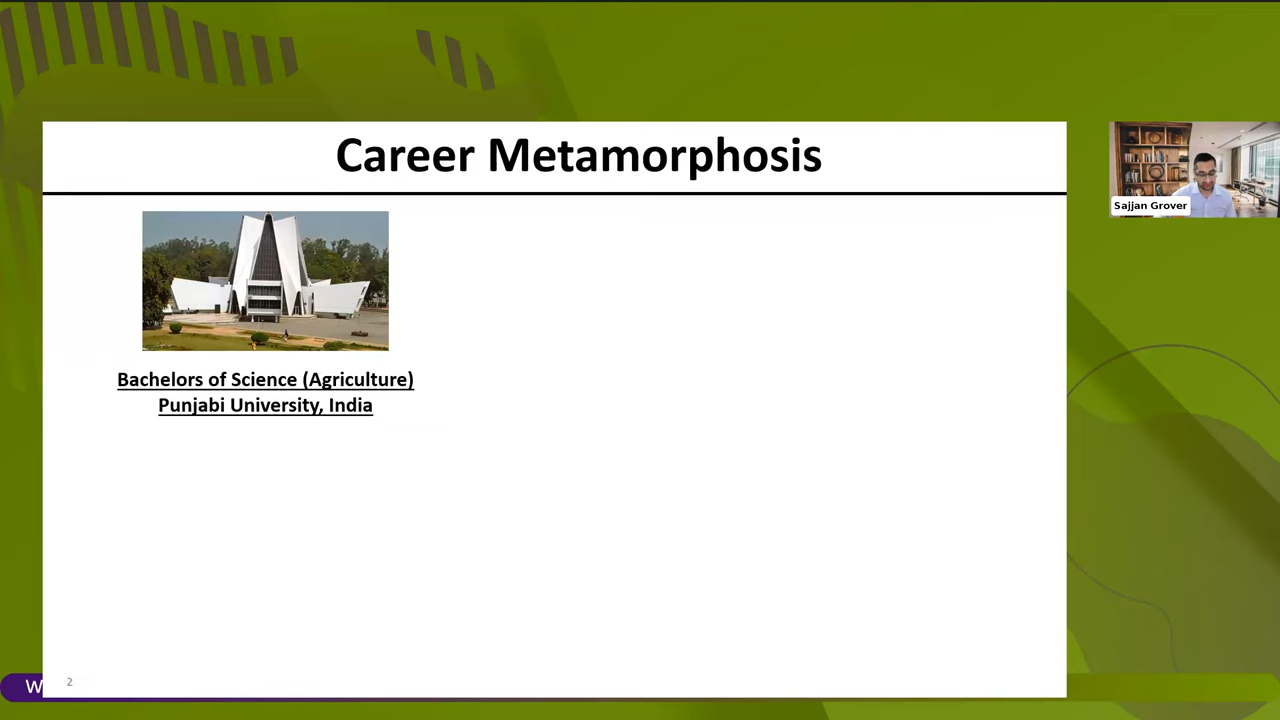 Career Metamorphosis
Sajjan Grover
Bachelors of Science (Agriculture)
Punjabi University, India
2
W